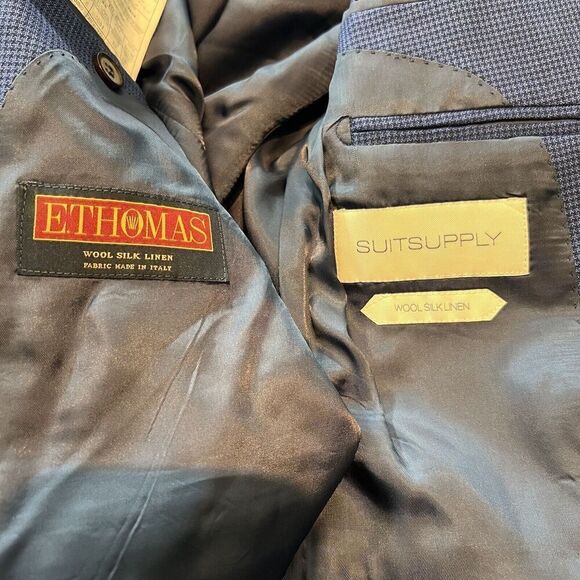 ETHOMAS
WOOL SILK LINEN
FABRIC MADE IN ITALY
SUITSUPPLY
WOOL SILK LINEN